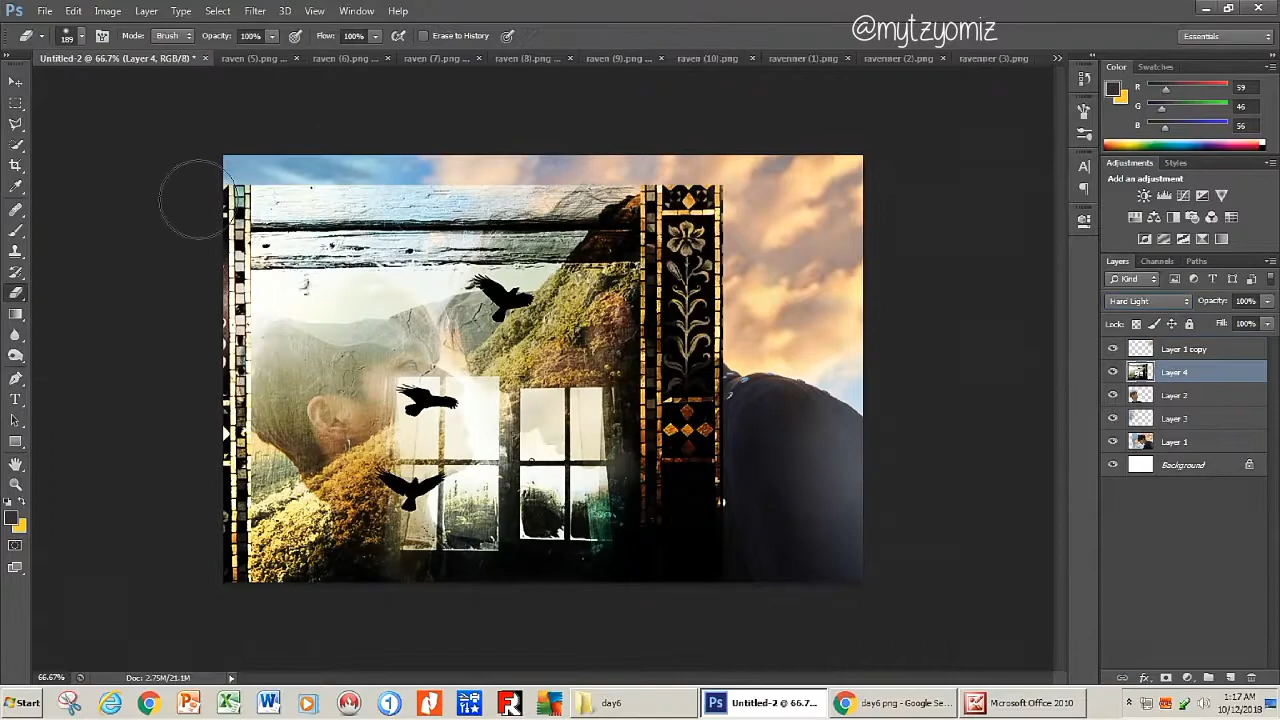 Ps File Edit Image Layer Type Select Filter 3D View Window Help
@mytzyomiz
189 Mode: Brush Opacity: 100% Flow: 100% Erase to History Essentials
Untitled-2 @ 66.7% (Layer 4, RGB/8) * × raven (5).png × raven (6).png × raven (7).png × raven (8).png × raven (9).png × raven (10).png × ravenner (1).png × ravenner (2).png × ravenner (3).png
Color Swatches
R 59
G 46
B 56
Adjustments Styles
Add an adjustment
Layers Channels Paths
Kind
Hard Light Opacity: 100%
Lock: Fill: 100%
Layer 1 copy
Layer 4
Layer 2
Layer 3
Layer 1
Background
66.67% Doc: 2.75M/21.1M
Start day6 Ps Untitled-2 @ 66.7... day6 png - Google Se... Microsoft Office 2010 1:17 AM
10/12/2018